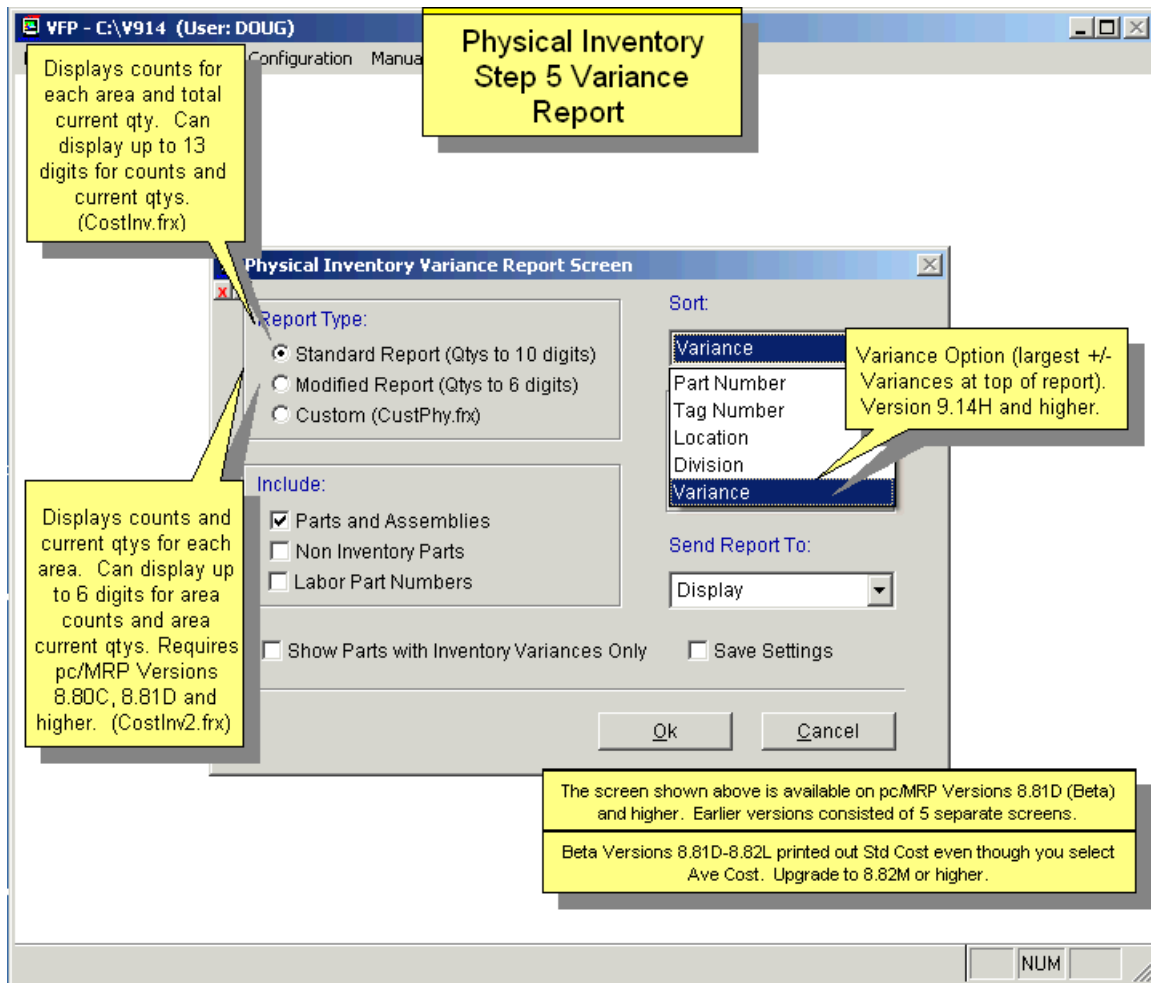 VFP - C:\V914 (User: DOUG)
Configuration Manua
Physical Inventory
Step 5 Variance
Report
Displays counts for
each area and total
current qty. Can
display up to 13
digits for counts and
current qtys.
(CostInv.frx)
Physical Inventory Variance Report Screen
Report Type:
Standard Report (Qtys to 10 digits)
Modified Report (Qtys to 6 digits)
Custom (CustPhy.frx)
Sort:
Variance
Part Number
Tag Number
Location
Division
Variance
Variance Option (largest +/-
Variances at top of report).
Version 9.14H and higher.
Include:
Parts and Assemblies
Non Inventory Parts
Labor Part Numbers
Send Report To:
Display
Displays counts and
current qtys for each
area. Can display up
to 6 digits for area
counts and area
current qtys. Requires
pc/MRP Versions
8.80C, 8.81D and
higher. (CostInv2.frx)
Show Parts with Inventory Variances Only
Save Settings
Ok
Cancel
The screen shown above is available on pc/MRP Versions 8.81D (Beta)
and higher. Earlier versions consisted of 5 separate screens.
Beta Versions 8.81D-8.82L printed out Std Cost even though you select
Ave Cost. Upgrade to 8.82M or higher.
NUM